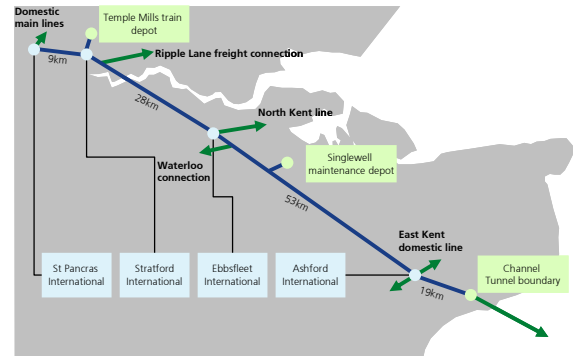 Domestic
main lines
Temple Mills train
depot
9km
Ripple Lane freight connection
28km
North Kent line
Waterloo
connection
Singlewell
maintenance depot
53km
East Kent
domestic line
St Pancras
International
Stratford
International
Ebbsfleet
International
Ashford
International
19km
Channel
Tunnel boundary